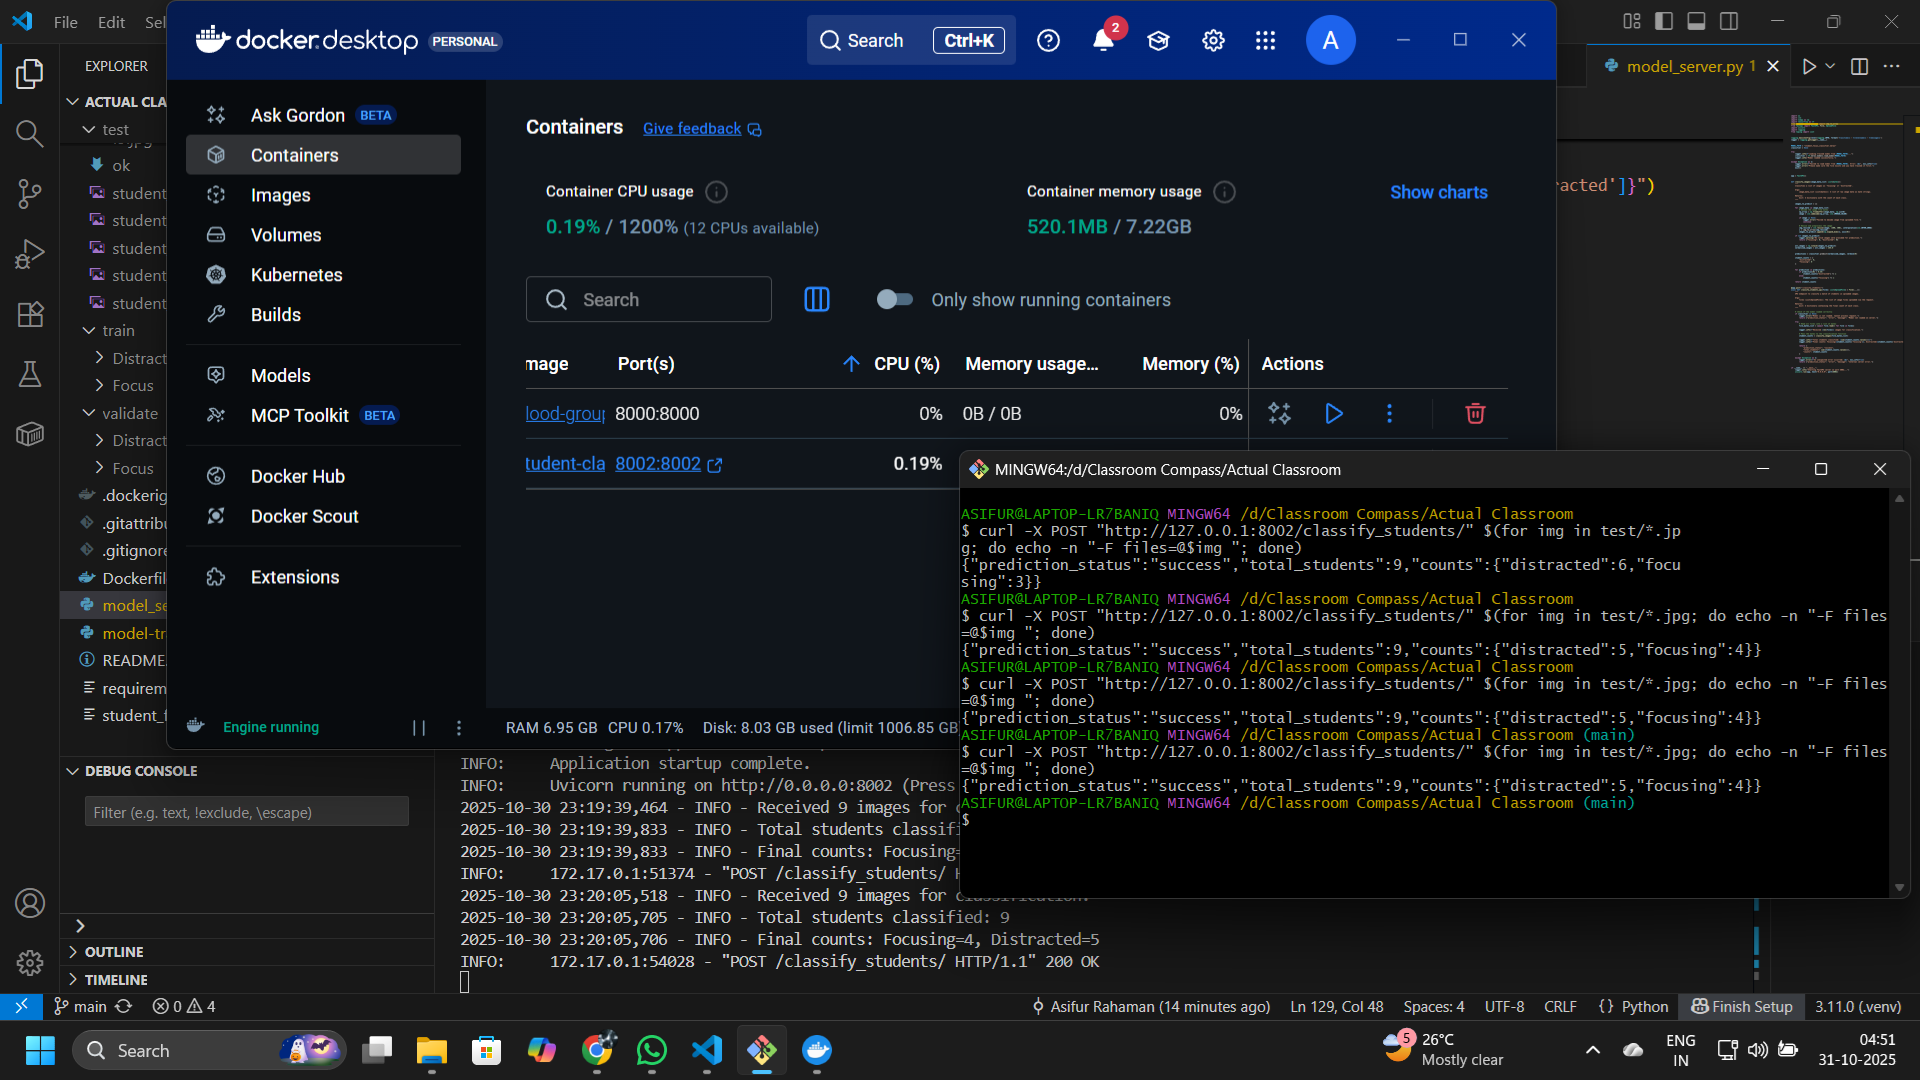 File Edit Sel
docker.desktop PERSONAL
Search Ctrl+K
2
A
EXPLORER
ACTUAL CLA
test
ok
student
student
student
student
student
train
Distract
Focus
validate
Distract
Focus
.dockerig
.gitattribu
.gitignore
Dockerfil
model_se
model-tr
README.
requirem
student_f
DEBUG CONSOLE
Filter (e.g. text, !exclude, \escape)
OUTLINE
TIMELINE
Ask Gordon BETA
Containers
Images
Volumes
Kubernetes
Builds
Models
MCP Toolkit BETA
Docker Hub
Docker Scout
Extensions
Engine running
Containers Give feedback
Container CPU usage
0.19% / 1200% (12 CPUs available)
Container memory usage
520.1MB / 7.22GB
Show charts
Search
Only show running containers
mage Port(s) CPU (%) Memory usage... Memory (%) Actions
lood-group 8000:8000 0% 0B / 0B 0%
tudent-cla 8002:8002 0.19%
RAM 6.95 GB CPU 0.17% Disk: 8.03 GB used (limit 1006.85 GB
model_server.py 1
racted']}")
MINGW64:/d/Classroom Compass/Actual Classroom
ASIFUR@LAPTOP-LR7BANIQ MINGW64 /d/Classroom Compass/Actual Classroom
$ curl -X POST "http://127.0.0.1:8002/classify_students/" $(for img in test/*.jp
g; do echo -n "-F files=@$img "; done)
{"prediction_status":"success","total_students":9,"counts":{"distracted":6,"focu
sing":3}}
ASIFUR@LAPTOP-LR7BANIQ MINGW64 /d/Classroom Compass/Actual Classroom
$ curl -X POST "http://127.0.0.1:8002/classify_students/" $(for img in test/*.jpg; do echo -n "-F files
=@$img "; done)
{"prediction_status":"success","total_students":9,"counts":{"distracted":5,"focusing":4}}
ASIFUR@LAPTOP-LR7BANIQ MINGW64 /d/Classroom Compass/Actual Classroom
$ curl -X POST "http://127.0.0.1:8002/classify_students/" $(for img in test/*.jpg; do echo -n "-F files
=@$img "; done)
{"prediction_status":"success","total_students":9,"counts":{"distracted":5,"focusing":4}}
ASIFUR@LAPTOP-LR7BANIQ MINGW64 /d/Classroom Compass/Actual Classroom (main)
$ curl -X POST "http://127.0.0.1:8002/classify_students/" $(for img in test/*.jpg; do echo -n "-F files
=@$img "; done)
{"prediction_status":"success","total_students":9,"counts":{"distracted":5,"focusing":4}}
ASIFUR@LAPTOP-LR7BANIQ MINGW64 /d/Classroom Compass/Actual Classroom (main)
$
INFO: Application startup complete.
INFO: Uvicorn running on http://0.0.0.0:8002 (Press
2025-10-30 23:19:39,464 - INFO - Received 9 images for c
2025-10-30 23:19:39,833 - INFO - Total students classifi
2025-10-30 23:19:39,833 - INFO - Final counts: Focusing=
INFO: 172.17.0.1:51374 - "POST /classify_students/ H
2025-10-30 23:20:05,518 - INFO - Received 9 images for classification.
2025-10-30 23:20:05,705 - INFO - Total students classified: 9
2025-10-30 23:20:05,706 - INFO - Final counts: Focusing=4, Distracted=5
INFO: 172.17.0.1:54028 - "POST /classify_students/ HTTP/1.1" 200 OK
main 0 4 Asifur Rahaman (14 minutes ago) Ln 129, Col 48 Spaces: 4 UTF-8 CRLF {} Python Finish Setup 3.11.0 (.venv)
Search
5
26°C
Mostly clear
ENG
IN
04:51
31-10-2025